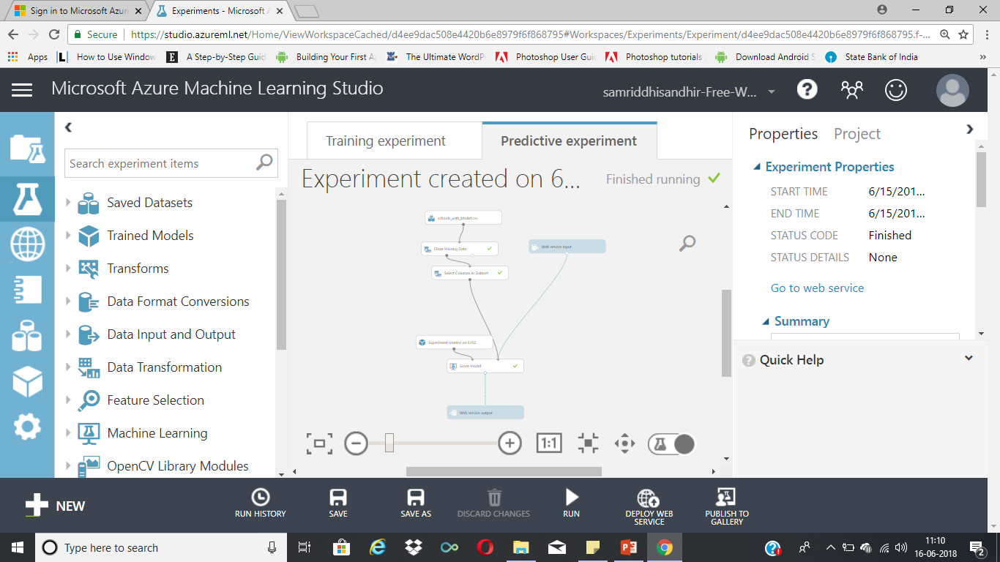 Sign in to Microsoft Azur
Experiments - Microsoft A
Secure
https://studio.azureml.net/Home/ViewWorkspaceCached/d4ee9dac508e4420b6e8979f6f868795#Workspaces/Experiments/Experiment/d4ee9dac508e4420b6e8979f6f868795.f-...
Apps
How to Use Window
A Step-by-Step Guid
Building Your First A
The Ultimate WordP
Photoshop User Gui
Photoshop tutorials
Download Android S
State Bank of India
Microsoft Azure Machine Learning Studio
samriddhisandhir-Free-W...
Search experiment items
Saved Datasets
Trained Models
Transforms
Data Format Conversions
Data Input and Output
Data Transformation
Feature Selection
Machine Learning
OpenCV Library Modules
Training experiment
Predictive experiment
Experiment created on 6...
Finished running
schools_with_btoilet.csv
Clean Missing Data
Web service input
Select Columns in Dataset
Experiment created on 6152...
Score Model
Web service output
1:1
Properties
Project
Experiment Properties
START TIME 6/15/201...
END TIME 6/15/201...
STATUS CODE Finished
STATUS DETAILS None
Go to web service
Summary
Quick Help
NEW
RUN HISTORY
SAVE
SAVE AS
DISCARD CHANGES
RUN
DEPLOY WEB
SERVICE
PUBLISH TO
GALLERY
Type here to search
11:10
16-06-2018
2